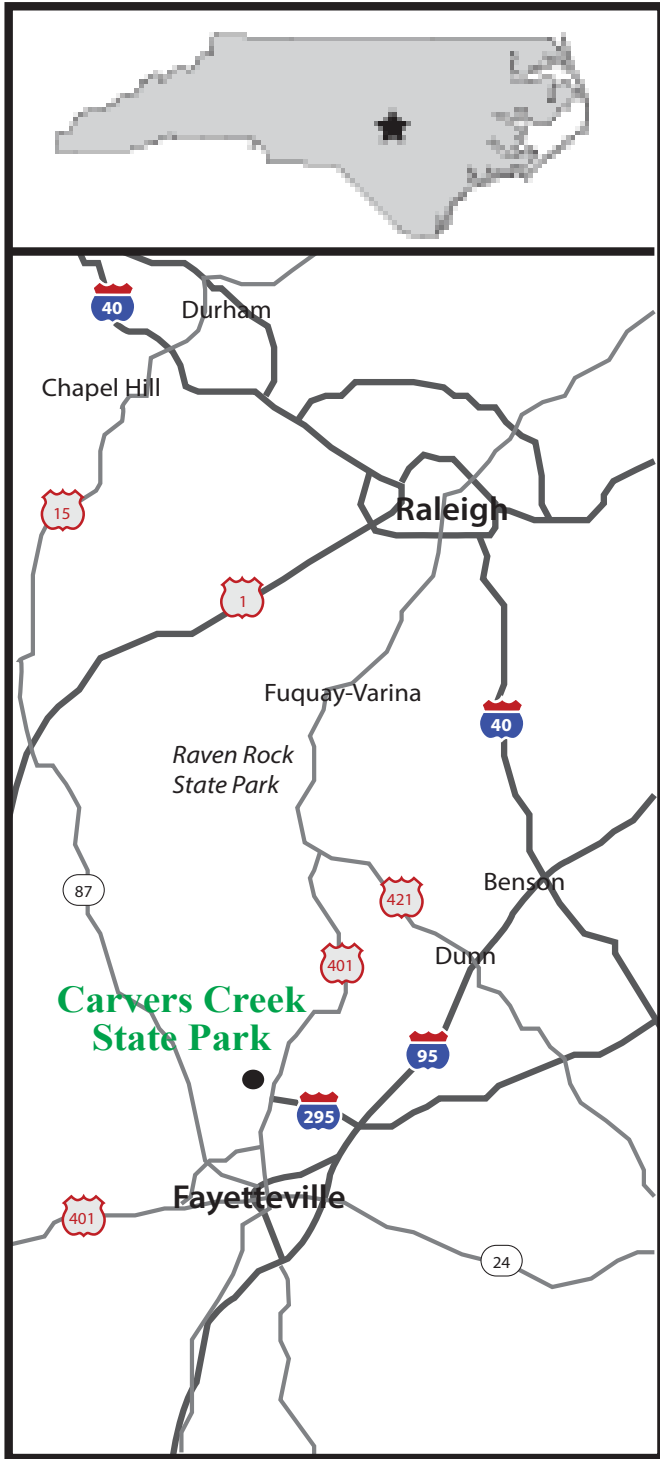 40
Durham
Chapel Hill
15
Raleigh
1
Fuquay-Varina
40
Raven Rock
State Park
87
421
Benson
401
Dunn
Carvers Creek
State Park
95
295
Fayetteville
401
24